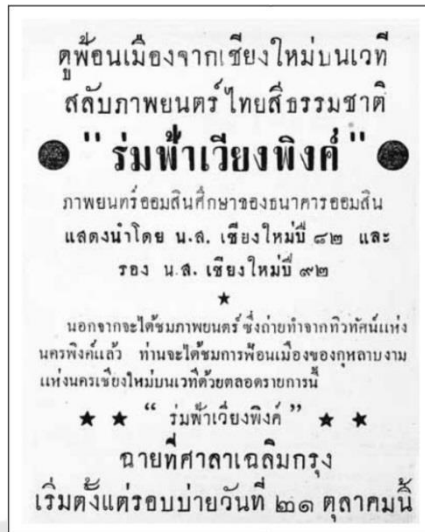 ดูฟ้อนเมืองจากเชียงใหม่บนเวที
สลับภาพยนตร์ไทยสีธรรมชาติ
" ร่มฟ้าเวียงพิงค์ "
ภาพยนตร์ออมสินศึกษาของธนาคารออมสิน
แสดงนำโดย น.ส. เชียงใหม่ปี ๘๒ และ
รอง น.ส. เชียงใหม่ปี ๙๒
★
นอกจากจะได้ชมภาพยนตร์ ซึ่งถ่ายทำจากทิวทัศน์แห่ง
นครพิงค์แล้ว ท่านจะได้ชมการฟ้อนเมืองของกุหลาบงาม
แห่งนครเชียงใหม่บนเวทีด้วยตลอดรายการนี้
★ ★ “ ร่มฟ้าเวียงพิงค์ ” ★ ★
ฉายที่ศาลาเฉลิมกรุง
เริ่มตั้งแต่รอบบ่ายวันที่ ๒๑ ตุลาคมนี้